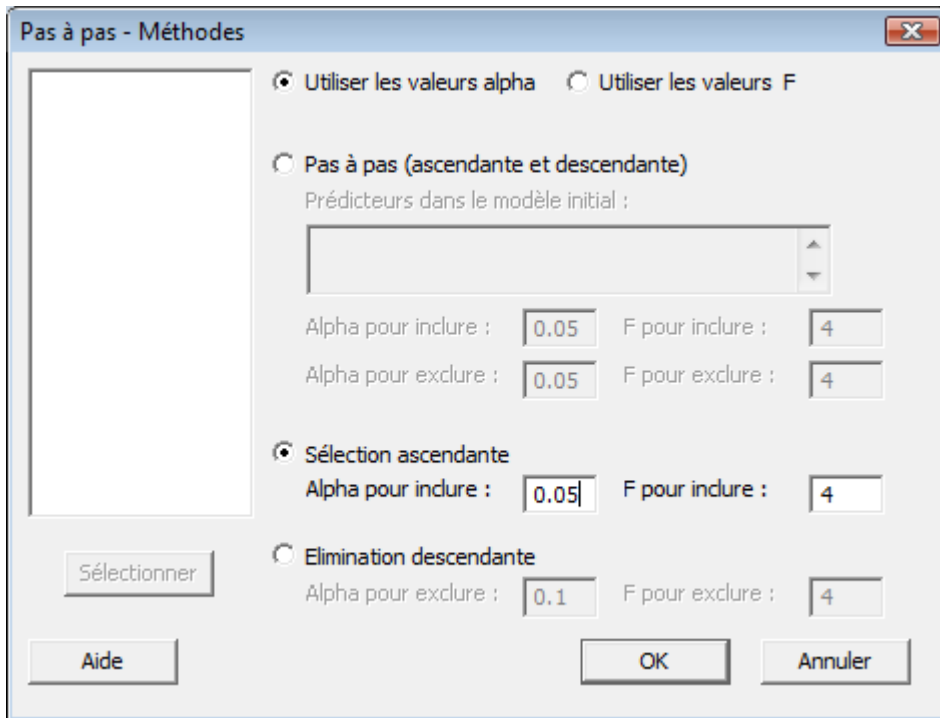 Pas à pas - Méthodes
Utiliser les valeurs alpha Utiliser les valeurs F
Pas à pas (ascendante et descendante)
Prédicteurs dans le modèle initial :
Alpha pour inclure : 0.05 F pour inclure : 4
Alpha pour exclure : 0.05 F pour exclure : 4
Sélection ascendante
Alpha pour inclure : 0.05 F pour inclure : 4
Sélectionner
Elimination descendante
Alpha pour exclure : 0.1 F pour exclure : 4
Aide OK Annuler